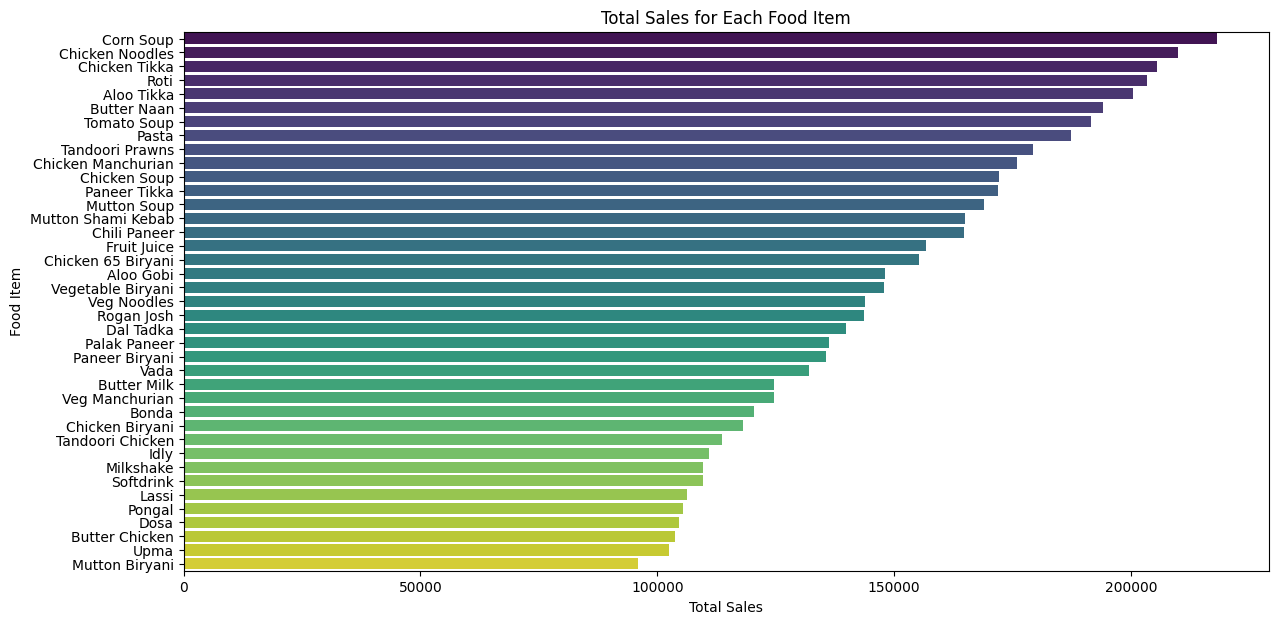 Total Sales for Each Food Item
Food Item
Corn Soup
Chicken Noodles
Chicken Tikka
Roti
Aloo Tikka
Butter Naan
Tomato Soup
Pasta
Tandoori Prawns
Chicken Manchurian
Chicken Soup
Paneer Tikka
Mutton Soup
Mutton Shami Kebab
Chili Paneer
Fruit Juice
Chicken 65 Biryani
Aloo Gobi
Vegetable Biryani
Veg Noodles
Rogan Josh
Dal Tadka
Palak Paneer
Paneer Biryani
Vada
Butter Milk
Veg Manchurian
Bonda
Chicken Biryani
Tandoori Chicken
Idly
Milkshake
Softdrink
Lassi
Pongal
Dosa
Butter Chicken
Upma
Mutton Biryani
0 50000 100000 150000 200000
Total Sales